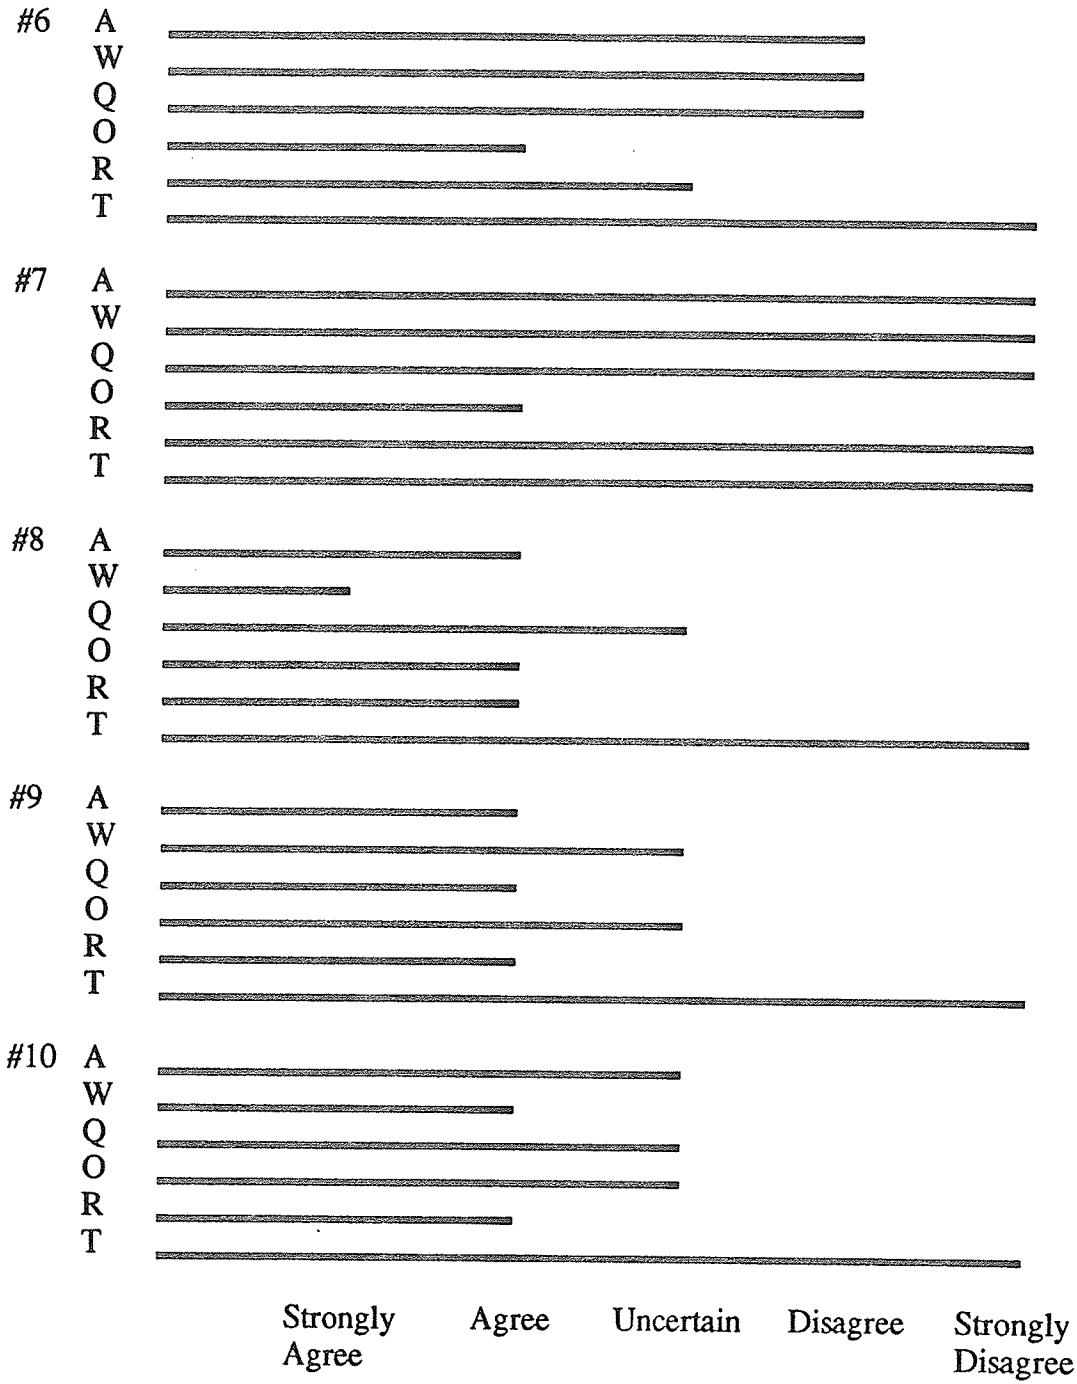 #6 A
W
Q
O
R
T
#7 A
W
Q
O
R
T
#8 A
W
Q
O
R
T
#9 A
W
Q
O
R
T
#10 A
W
Q
O
R
T
Strongly Agree Uncertain Disagree Strongly
Agree Disagree